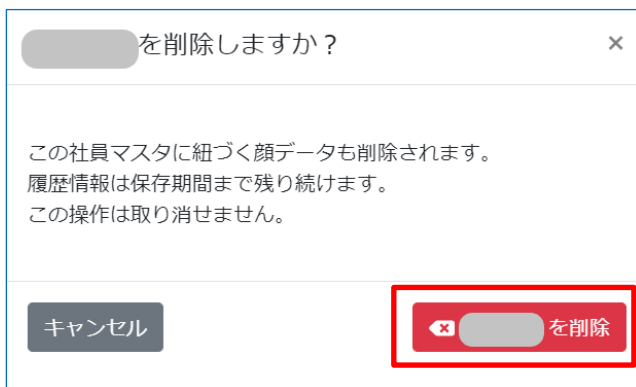 を削除しますか？
×
この社員マスタに紐づく顔データも削除されます。
履歴情報は保存期間まで残り続けます。
この操作は取り消せません。
キャンセル
を削除